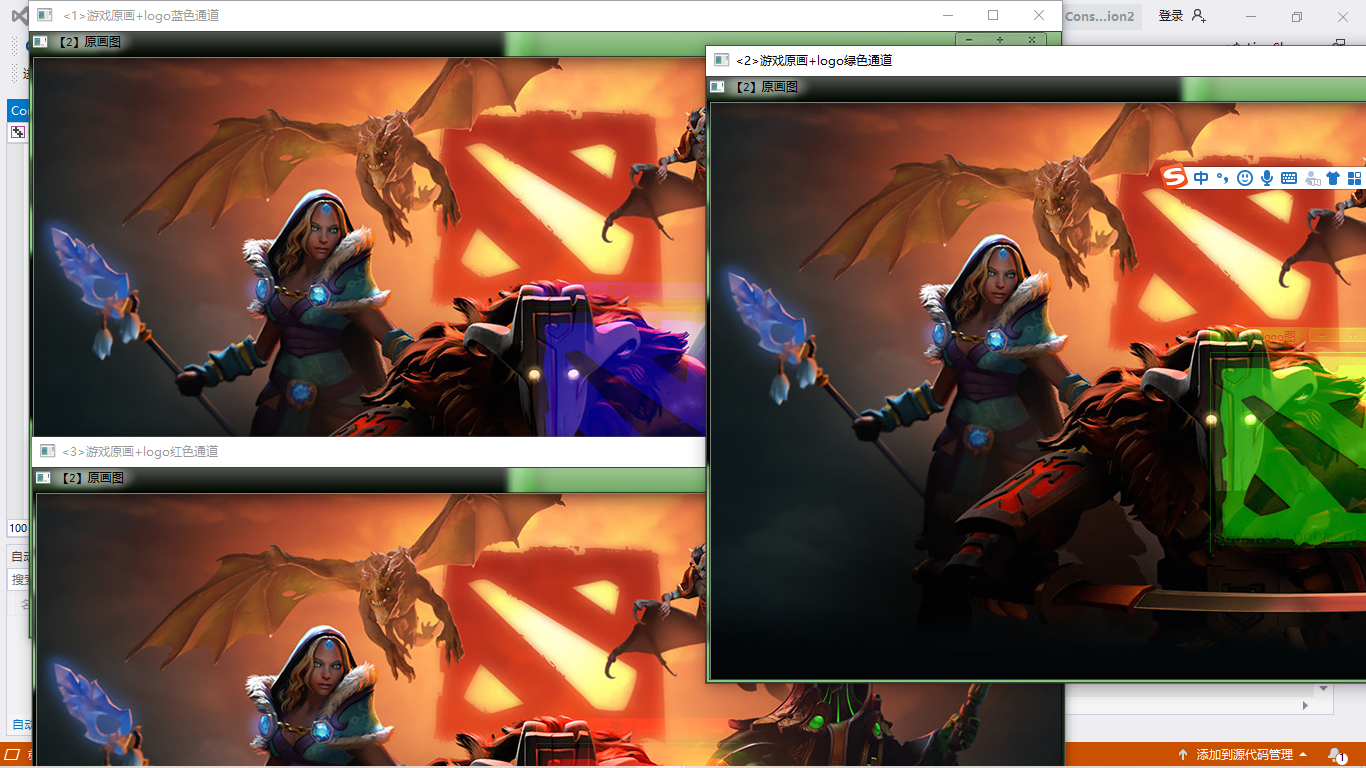 <1>游戏原画+logo蓝色通道
Cons...ion2
登录
【2】原画图
<2>游戏原画+logo绿色通道
【2】原画图
中
<3>游戏原画+logo红色通道
【2】原画图
100
自动
搜索
自动
添加到源代码管理
1